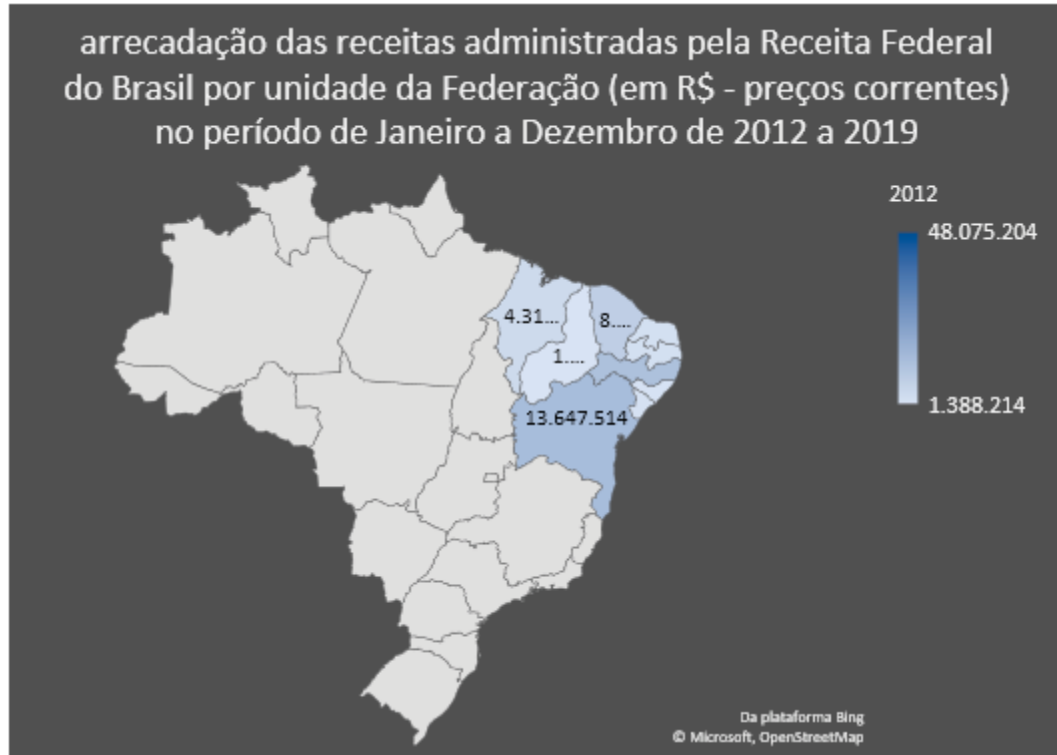 arrecadação das receitas administradas pela Receita Federal
do Brasil por unidade da Federação (em R$ - preços correntes)
no período de Janeiro a Dezembro de 2012 a 2019
2012
48.075.204
1.388.214
4.31....
8....
1....
13.647.514
Da plataforma Bing
© Microsoft, OpenStreetMap